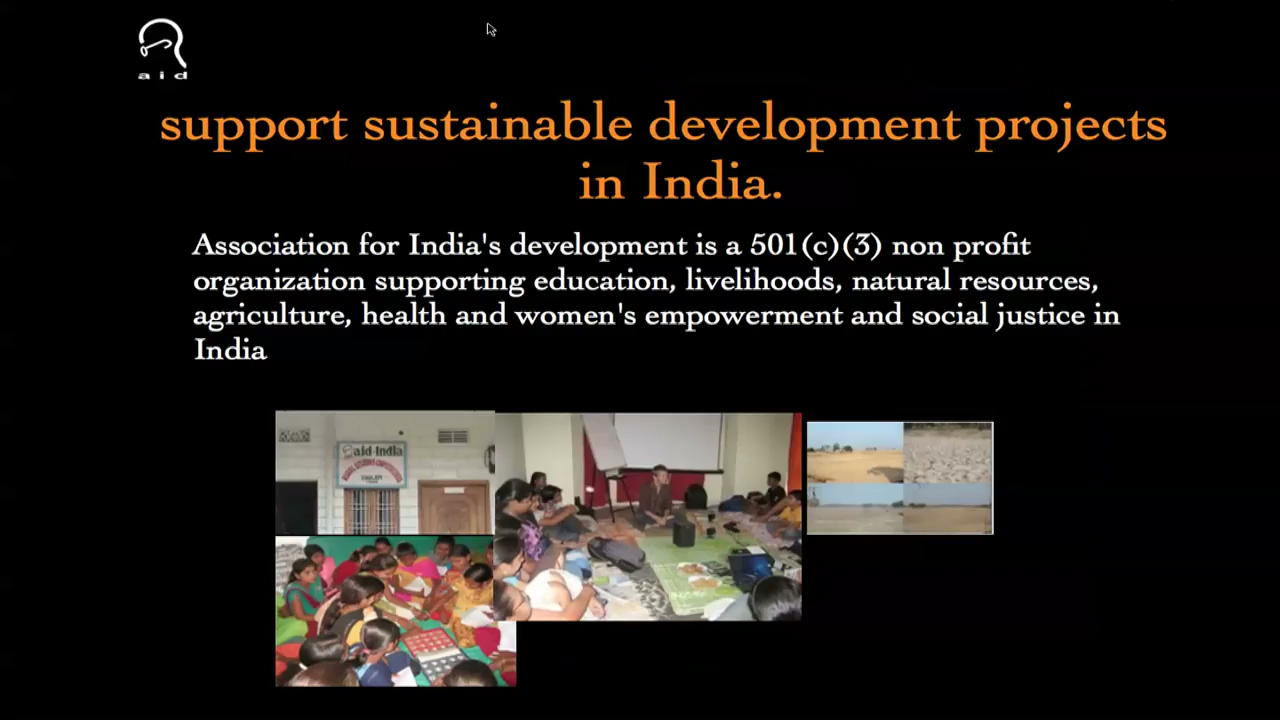 aid
support sustainable development projects
in India.
Association for India's development is a 501(c)(3) non profit
organization supporting education, livelihoods, natural resources,
agriculture, health and women's empowerment and social justice in
India
aid-India